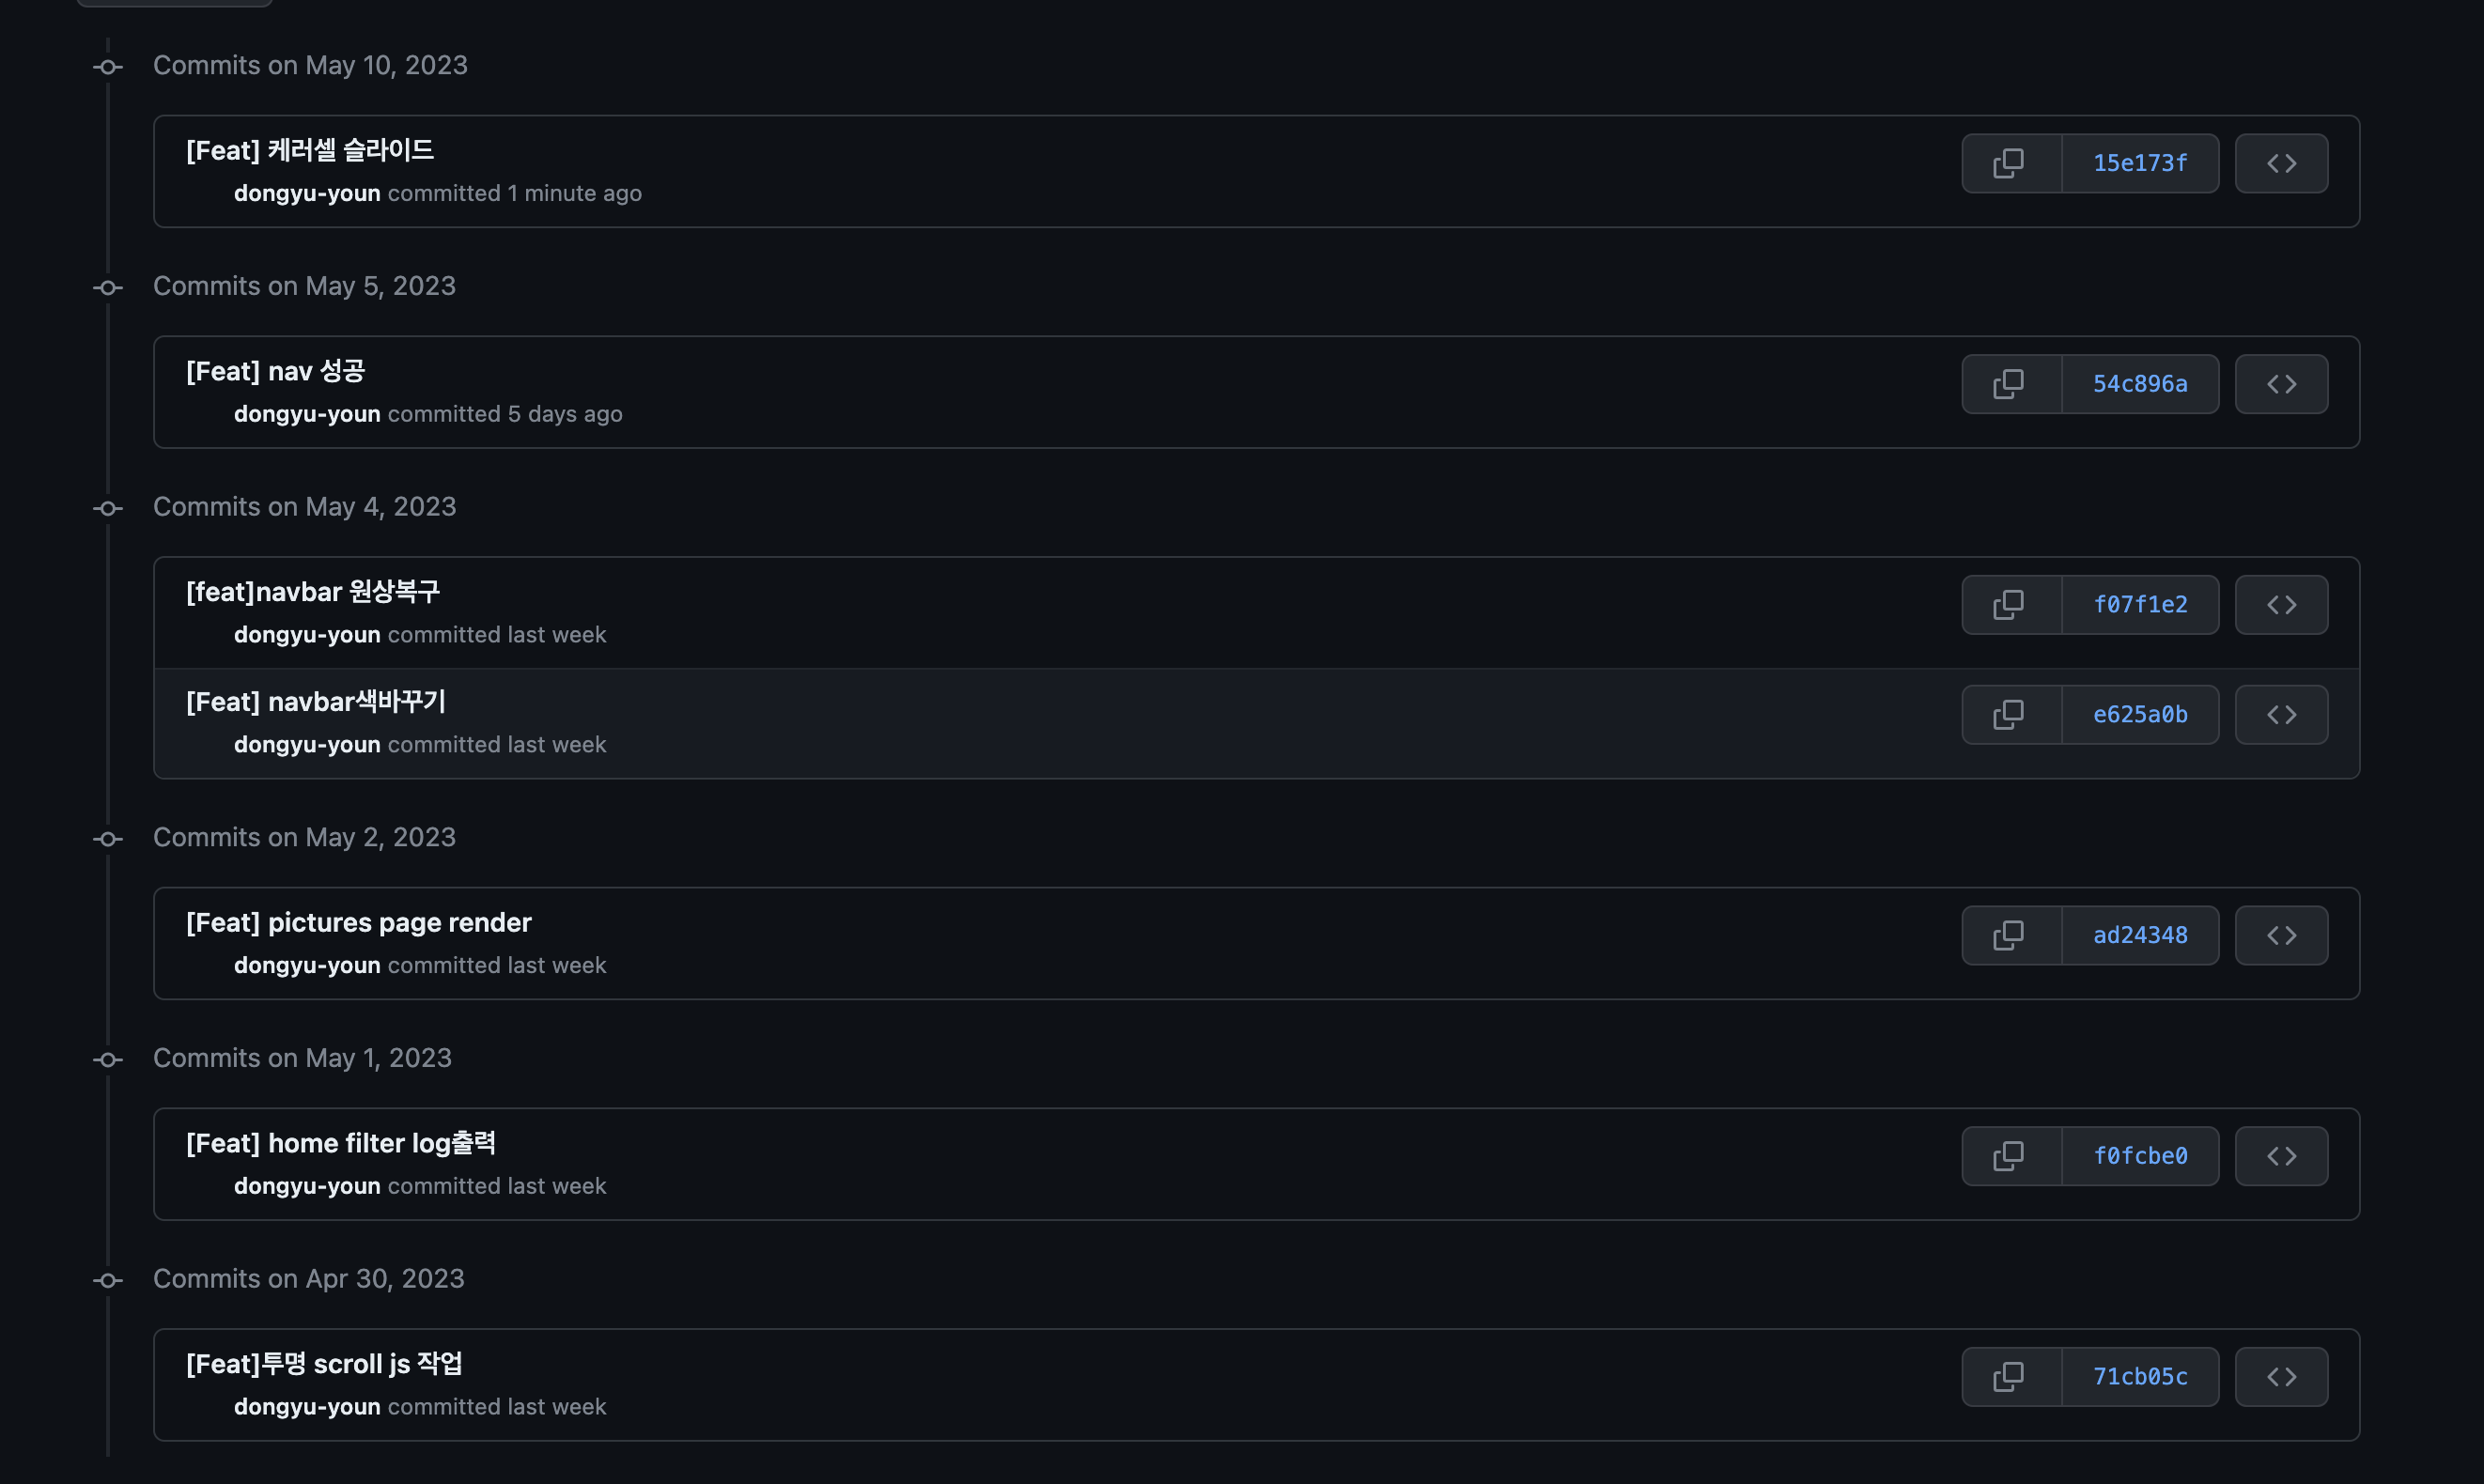 Commits on May 10, 2023
[Feat] 케러셀 슬라이드
15e173f
dongyu-youn committed 1 minute ago
Commits on May 5, 2023
[Feat] nav 성공
54c896a
dongyu-youn committed 5 days ago
Commits on May 4, 2023
[feat]navbar 원상복구
f07f1e2
dongyu-youn committed last week
[Feat] navbar색바꾸기
e625a0b
dongyu-youn committed last week
Commits on May 2, 2023
[Feat] pictures page render
ad24348
dongyu-youn committed last week
Commits on May 1, 2023
[Feat] home filter log출력
f0fcbe0
dongyu-youn committed last week
Commits on Apr 30, 2023
[Feat]투명 scroll js 작업
71cb05c
dongyu-youn committed last week